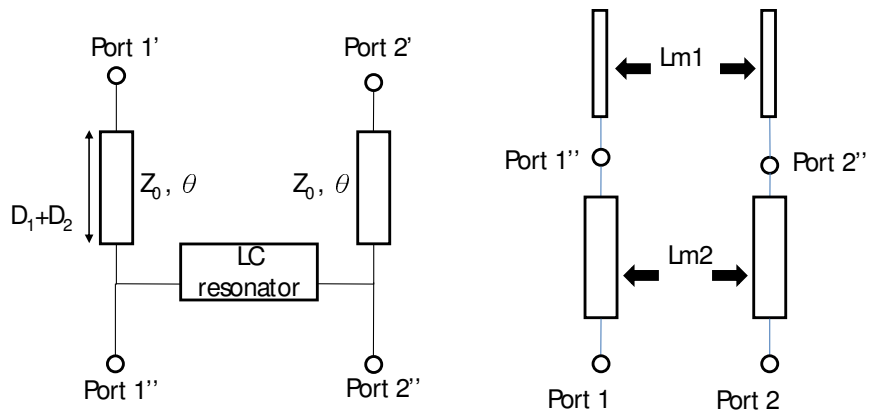 Port 1'
Port 2'
Z₀, θ
Z₀, θ
D₁+D₂
LC
resonator
Port 1''
Port 2''
Lm1
Port 1''
Port 2''
Lm2
Port 1
Port 2